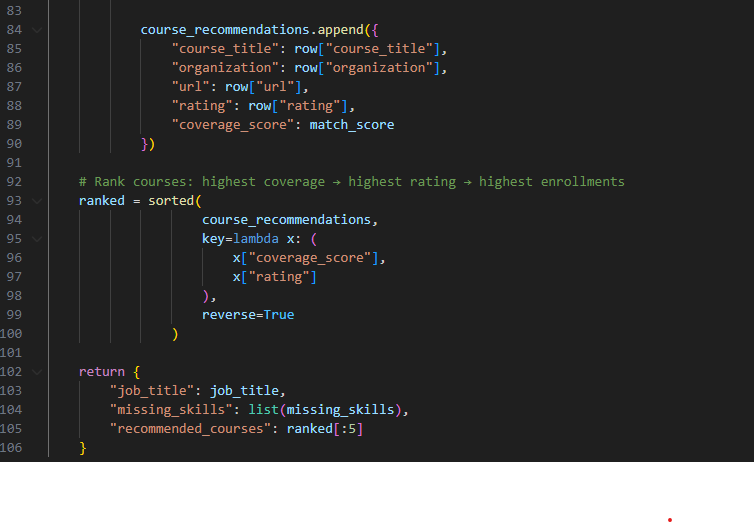 83
84 course_recommendations.append({
85 "course_title": row["course_title"],
86 "organization": row["organization"],
87 "url": row["url"],
88 "rating": row["rating"],
89 "coverage_score": match_score
90 })
91
92 # Rank courses: highest coverage → highest rating → highest enrollments
93 ranked = sorted(
94 course_recommendations,
95 key=lambda x: (
96 x["coverage_score"],
97 x["rating"]
98 ),
99 reverse=True
100 )
101
102 return {
103 "job_title": job_title,
104 "missing_skills": list(missing_skills),
105 "recommended_courses": ranked[:5]
106 }